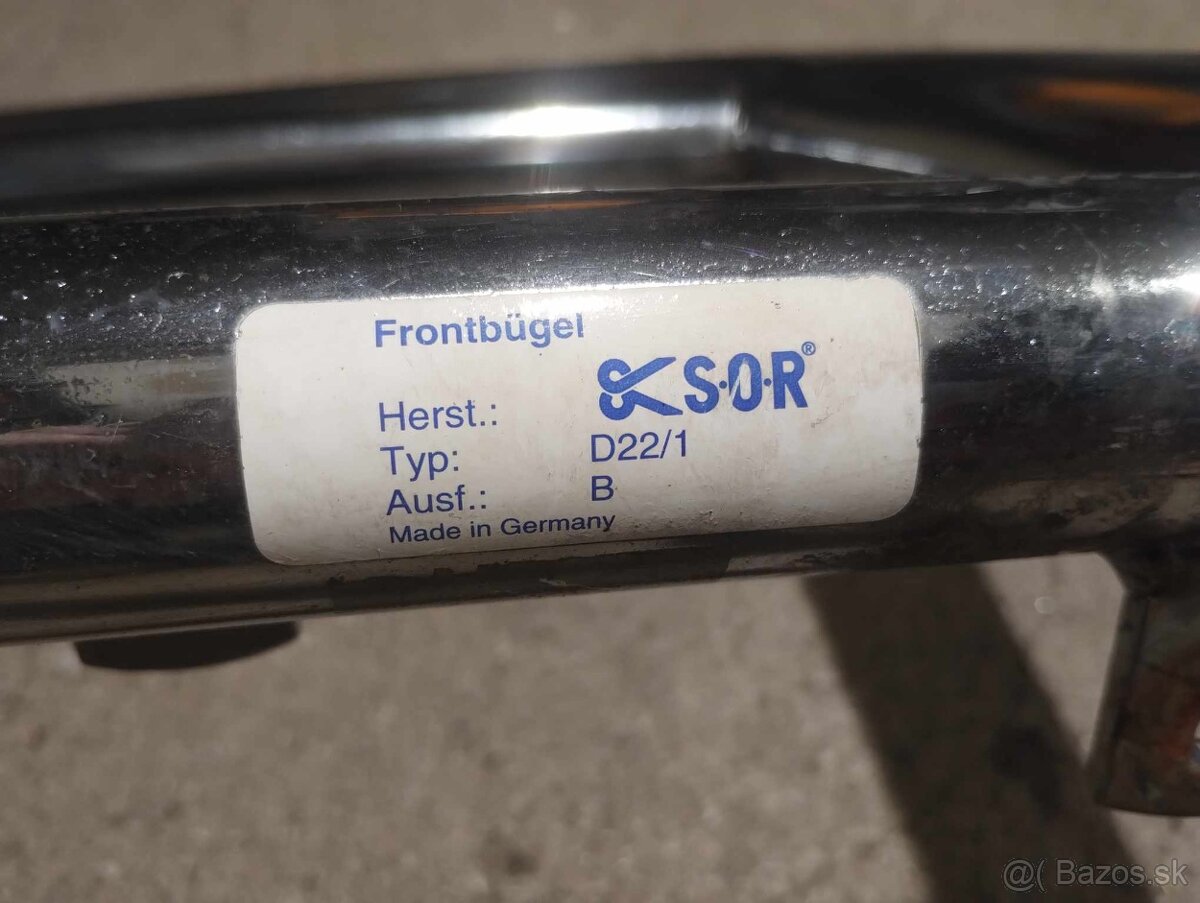 Frontbügel
Herst.: S·O·R®
Typ: D22/1
Ausf.: B
Made in Germany
@( Bazos.sk